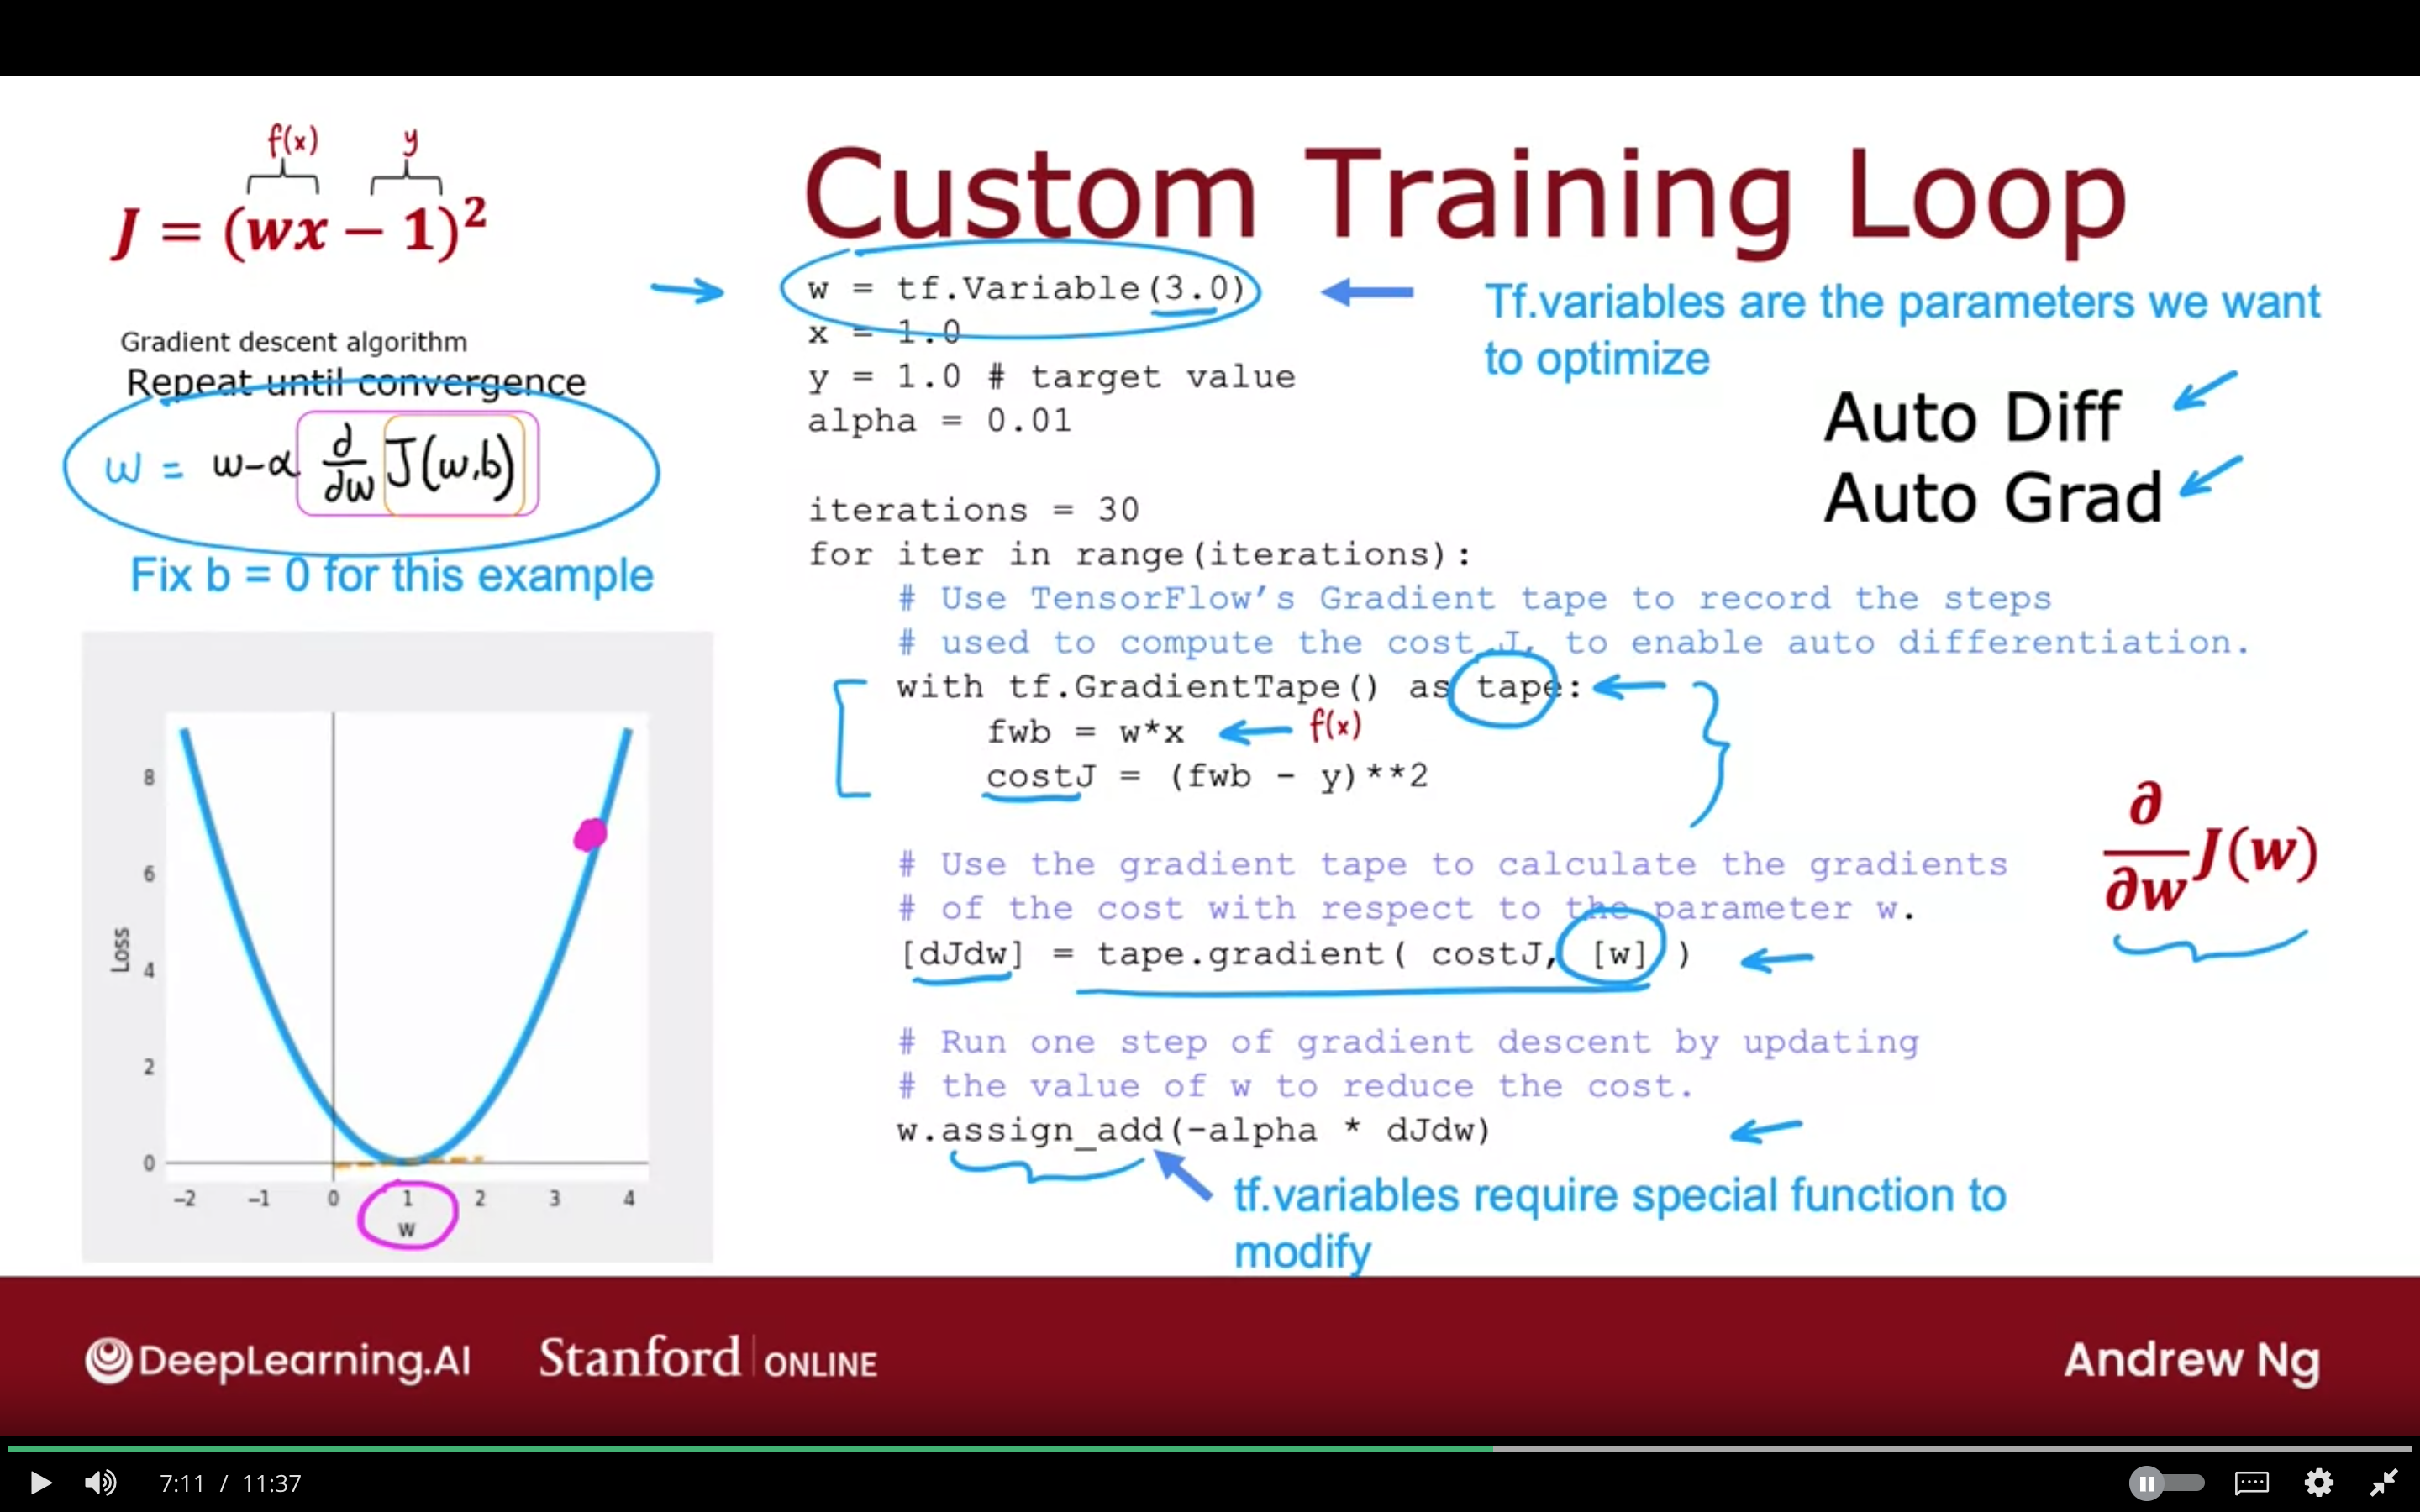 f(x) y
J = (wx − 1)²
Gradient descent algorithm
Repeat until convergence
w = w-α ∂/∂w J(w,b)
Fix b = 0 for this example
Loss
8
6
4
2
0
−2 −1 0 1 2 3 4
w
Custom Training Loop
w = tf.Variable(3.0)
x = 1.0
y = 1.0 # target value
alpha = 0.01
Tf.variables are the parameters we want
to optimize
Auto Diff
Auto Grad
iterations = 30
for iter in range(iterations):
# Use TensorFlow’s Gradient tape to record the steps
# used to compute the cost J, to enable auto differentiation.
with tf.GradientTape() as tape:
fwb = w*x f(x)
costJ = (fwb - y)**2
# Use the gradient tape to calculate the gradients
# of the cost with respect to the parameter w.
[dJdw] = tape.gradient( costJ, [w] )
∂/∂w J(w)
# Run one step of gradient descent by updating
# the value of w to reduce the cost.
w.assign_add(-alpha * dJdw)
tf.variables require special function to
modify
DeepLearning.AI Stanford ONLINE Andrew Ng
7:11 / 11:37